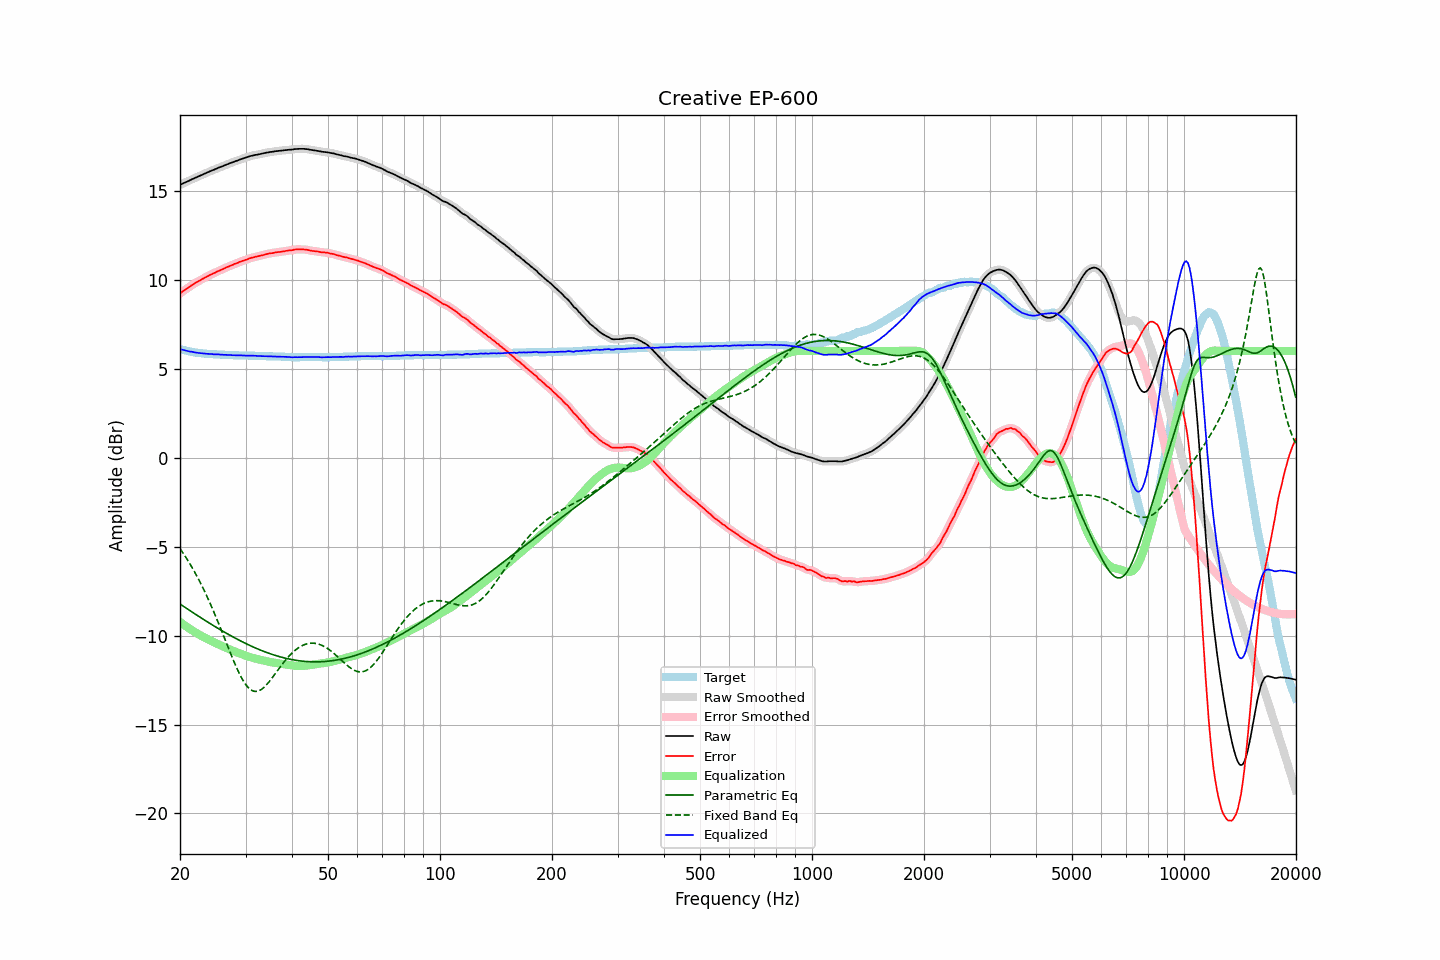 Creative EP-600
Amplitude (dBr)
15
10
5
0
−5
−10
−15
−20
Target
Raw Smoothed
Error Smoothed
Raw
Error
Equalization
Parametric Eq
Fixed Band Eq
Equalized
20 50 100 200 500 1000 2000 5000 10000 20000
Frequency (Hz)